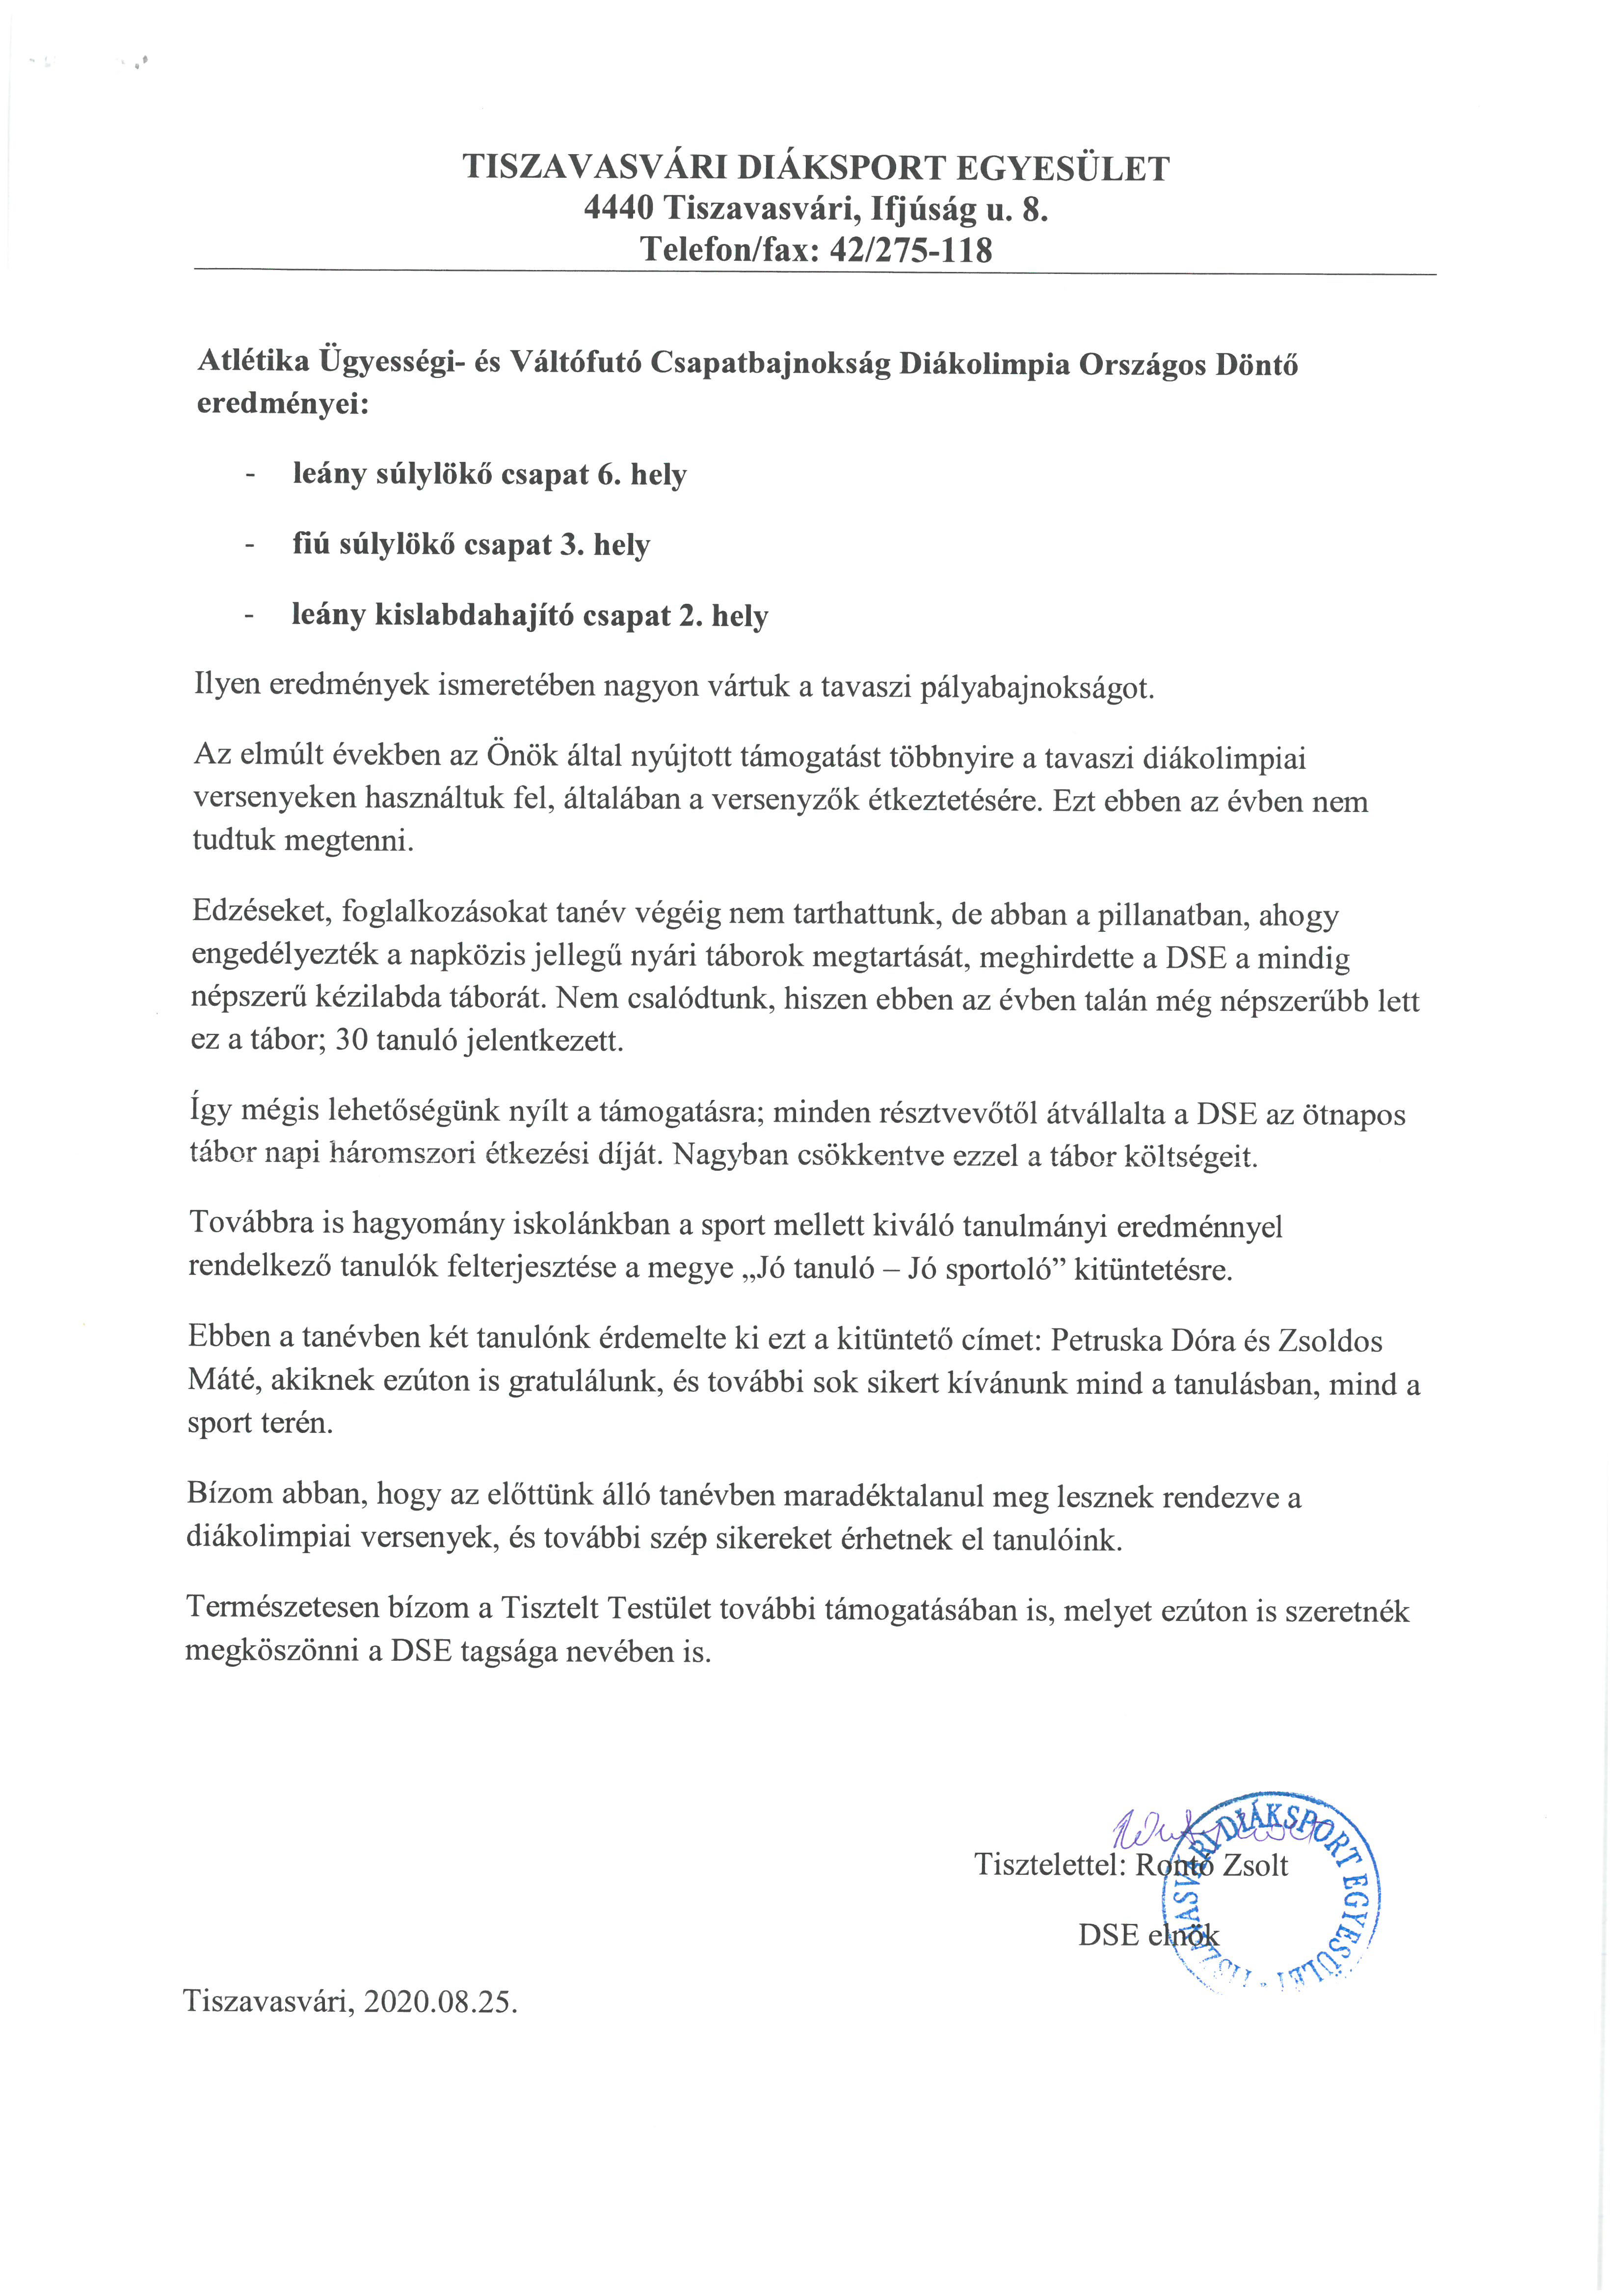 TISZAVASVÁRI DIÁKSPORT EGYESÜLET
4440 Tiszavasvári, Ifjúság u. 8.
Telefon/fax: 42/275-118
Atlétika Ügyességi- és Váltófutó Csapatbajnokság Diákolimpia Országos Döntő
eredményei:
- leány súlylökő csapat 6. hely
- fiú súlylökő csapat 3. hely
- leány kislabdahajító csapat 2. hely
Ilyen eredmények ismeretében nagyon vártuk a tavaszi pályabajnokságot.
Az elmúlt években az Önök által nyújtott támogatást többnyire a tavaszi diákolimpiai
versenyeken használtuk fel, általában a versenyzők étkeztetésére. Ezt ebben az évben nem
tudtuk megtenni.
Edzéseket, foglalkozásokat tanév végéig nem tarthattunk, de abban a pillanatban, ahogy
engedélyezték a napközis jellegű nyári táborok megtartását, meghirdette a DSE a mindig
népszerű kézilabda táborát. Nem csalódtunk, hiszen ebben az évben talán még népszerűbb lett
ez a tábor; 30 tanuló jelentkezett.
Így mégis lehetőségünk nyílt a támogatásra; minden résztvevőtől átvállalta a DSE az ötnapos
tábor napi háromszori étkezési díját. Nagyban csökkentve ezzel a tábor költségeit.
Továbbra is hagyomány iskolánkban a sport mellett kiváló tanulmányi eredménnyel
rendelkező tanulók felterjesztése a megye „Jó tanuló – Jó sportoló” kitüntetésre.
Ebben a tanévben két tanulónk érdemelte ki ezt a kitüntető címet: Petruska Dóra és Zsoldos
Máté, akiknek ezúton is gratulálunk, és további sok sikert kívánunk mind a tanulásban, mind a
sport terén.
Bízom abban, hogy az előttünk álló tanévben maradéktalanul meg lesznek rendezve a
diákolimpiai versenyek, és további szép sikereket érhetnek el tanulóink.
Természetesen bízom a Tisztelt Testület további támogatásában is, melyet ezúton is szeretnék
megköszönni a DSE tagsága nevében is.
Tisztelettel: Rontó Zsolt
DSE elnök
TISZAVASVÁRI DIÁKSPORT EGYESÜLET
Tiszavasvári, 2020.08.25.